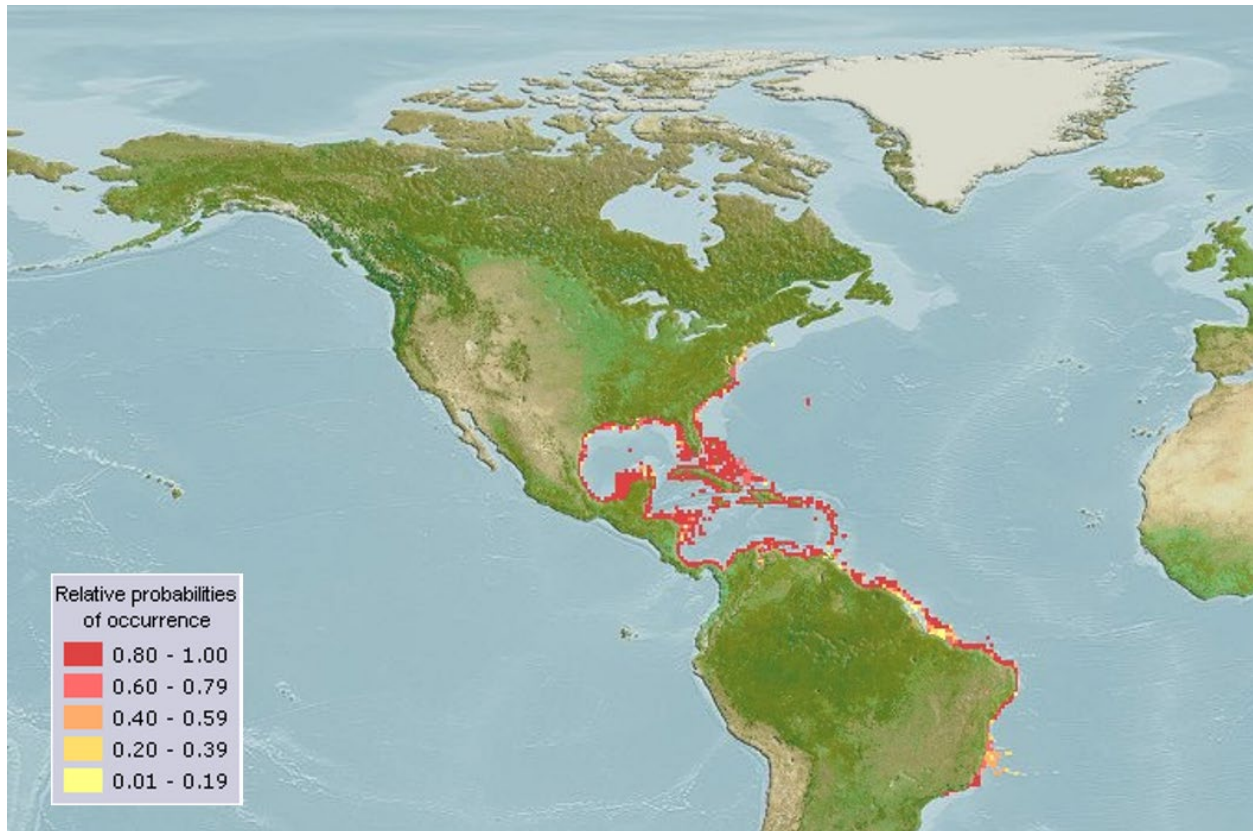 Relative probabilities
of occurrence
0.80 - 1.00
0.60 - 0.79
0.40 - 0.59
0.20 - 0.39
0.01 - 0.19